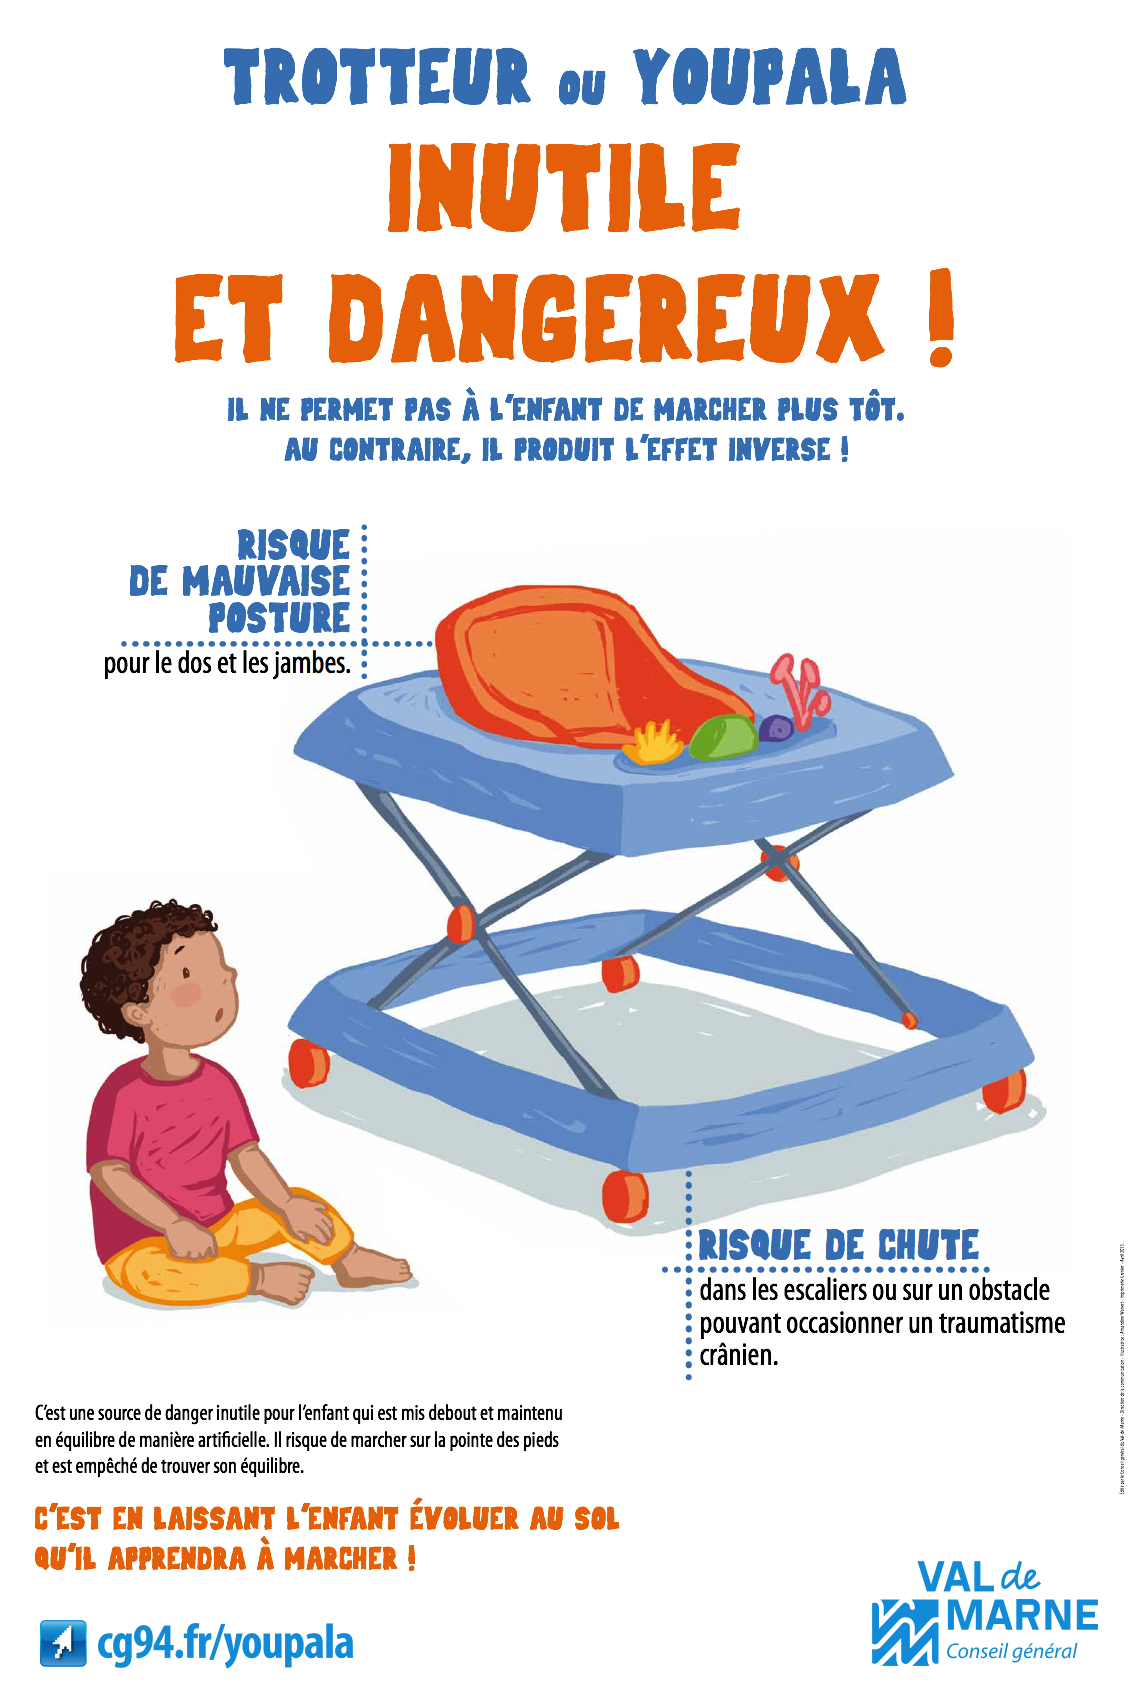 TROTTEUR OU YOUPALA
INUTILE
ET DANGEREUX !
IL NE PERMET PAS À L'ENFANT DE MARCHER PLUS TÔT.
AU CONTRAIRE, IL PRODUIT L'EFFET INVERSE !
RISQUE
DE MAUVAISE
POSTURE
pour le dos et les jambes.
RISQUE DE CHUTE
dans les escaliers ou sur un obstacle
pouvant occasionner un traumatisme
crânien.
C'est une source de danger inutile pour l'enfant qui est mis debout et maintenu
en équilibre de manière artificielle. Il risque de marcher sur la pointe des pieds
et est empêché de trouver son équilibre.
C'EST EN LAISSANT L'ENFANT ÉVOLUER AU SOL
QU'IL APPRENDRA À MARCHER !
cg94.fr/youpala
VAL de
MARNE
Conseil général